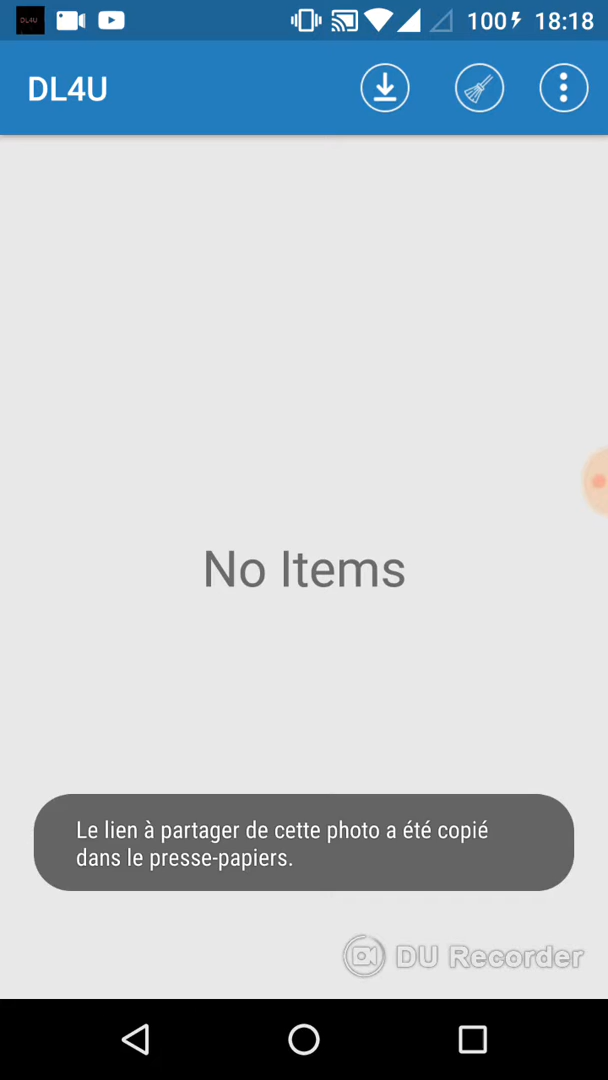 DL4U
100
18:18
DL4U
No Items
Le lien à partager de cette photo a été copié
dans le presse-papiers.
DU Recorder